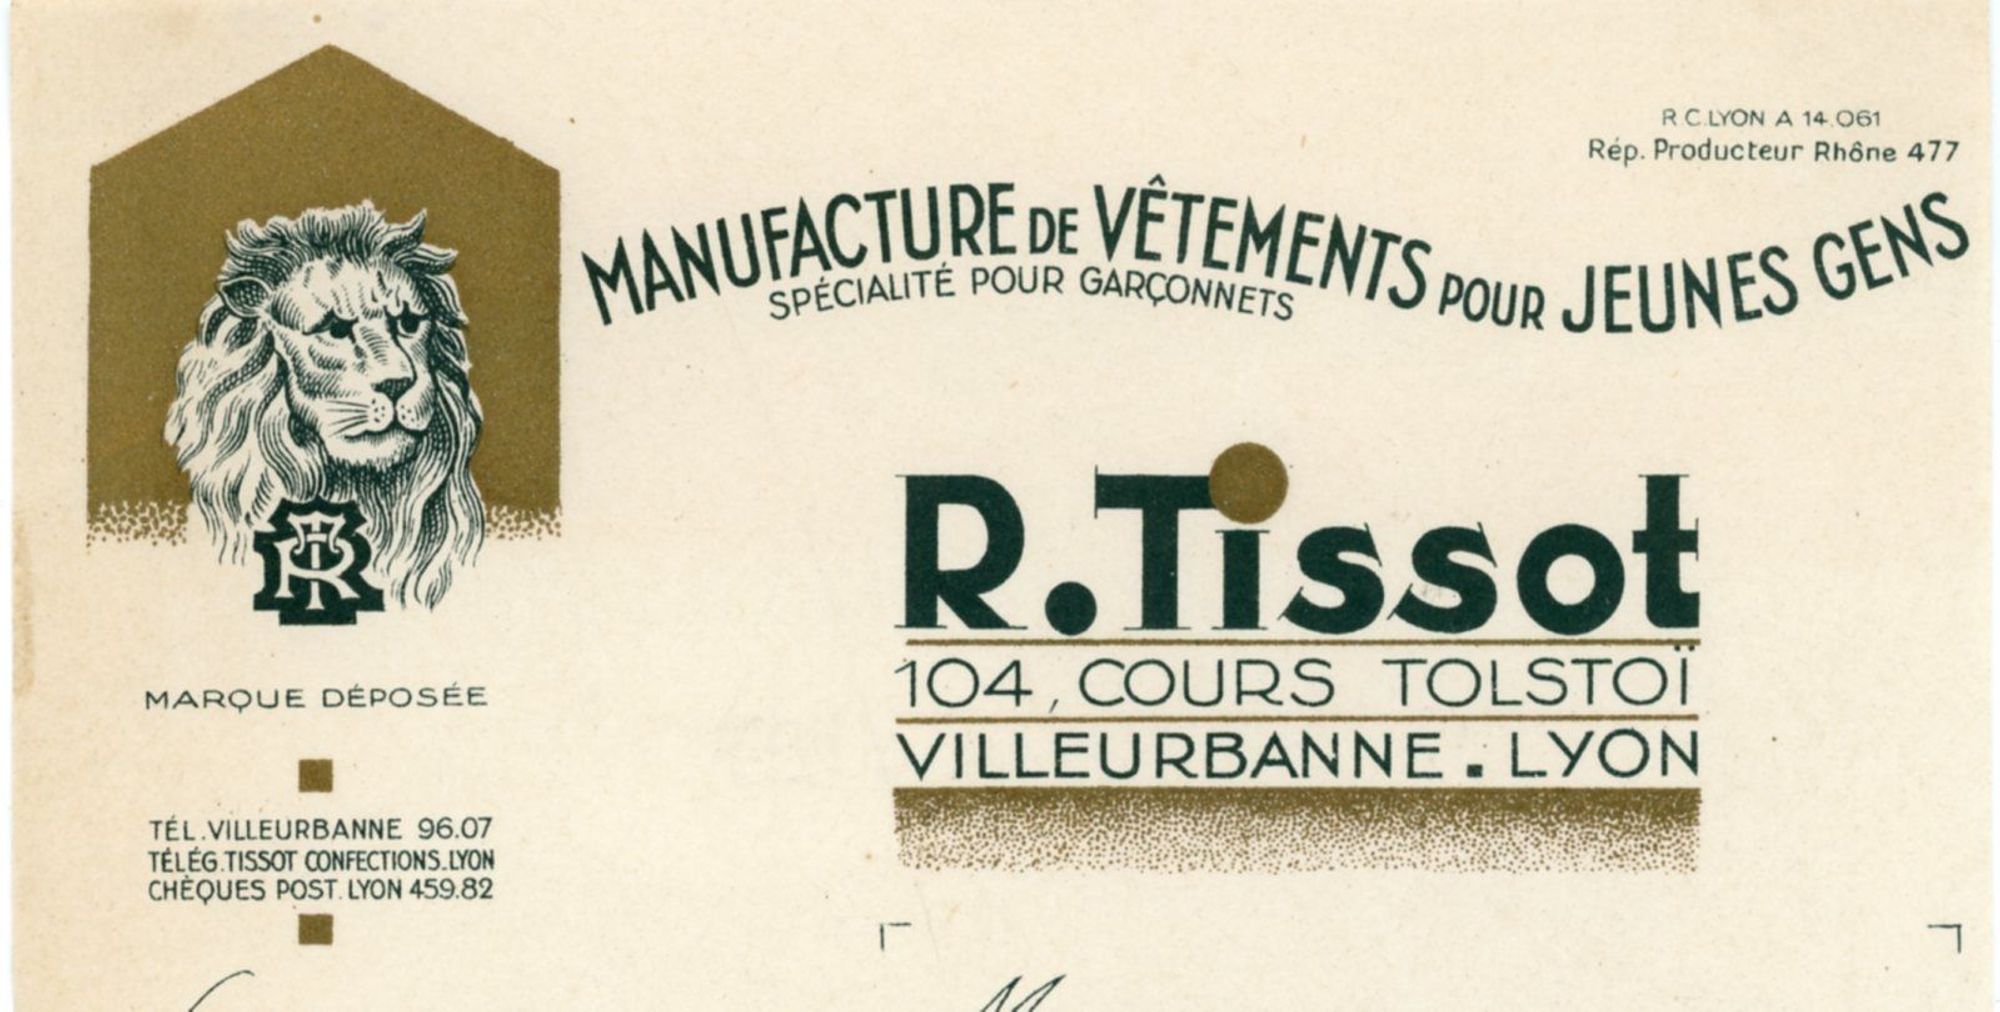 R.C.LYON A 14.061
Rép. Producteur Rhône 477
MANUFACTURE DE VÊTEMENTS POUR JEUNES GENS
SPÉCIALITÉ POUR GARÇONNETS
RT
MARQUE DÉPOSÉE
TÉL.VILLEURBANNE 96.07
TÉLÉG.TISSOT CONFECTIONS.LYON
CHÈQUES POST. LYON 459.82
R.Tissot
104, COURS TOLSTOÏ
VILLEURBANNE . LYON